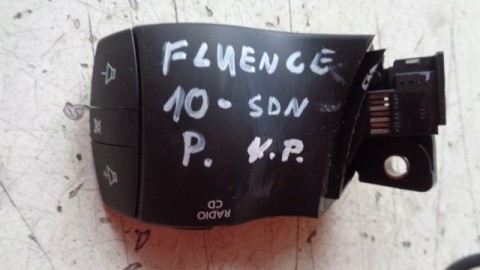 FLUENCE
10- SDN
P. K.P.
RADIO
CD